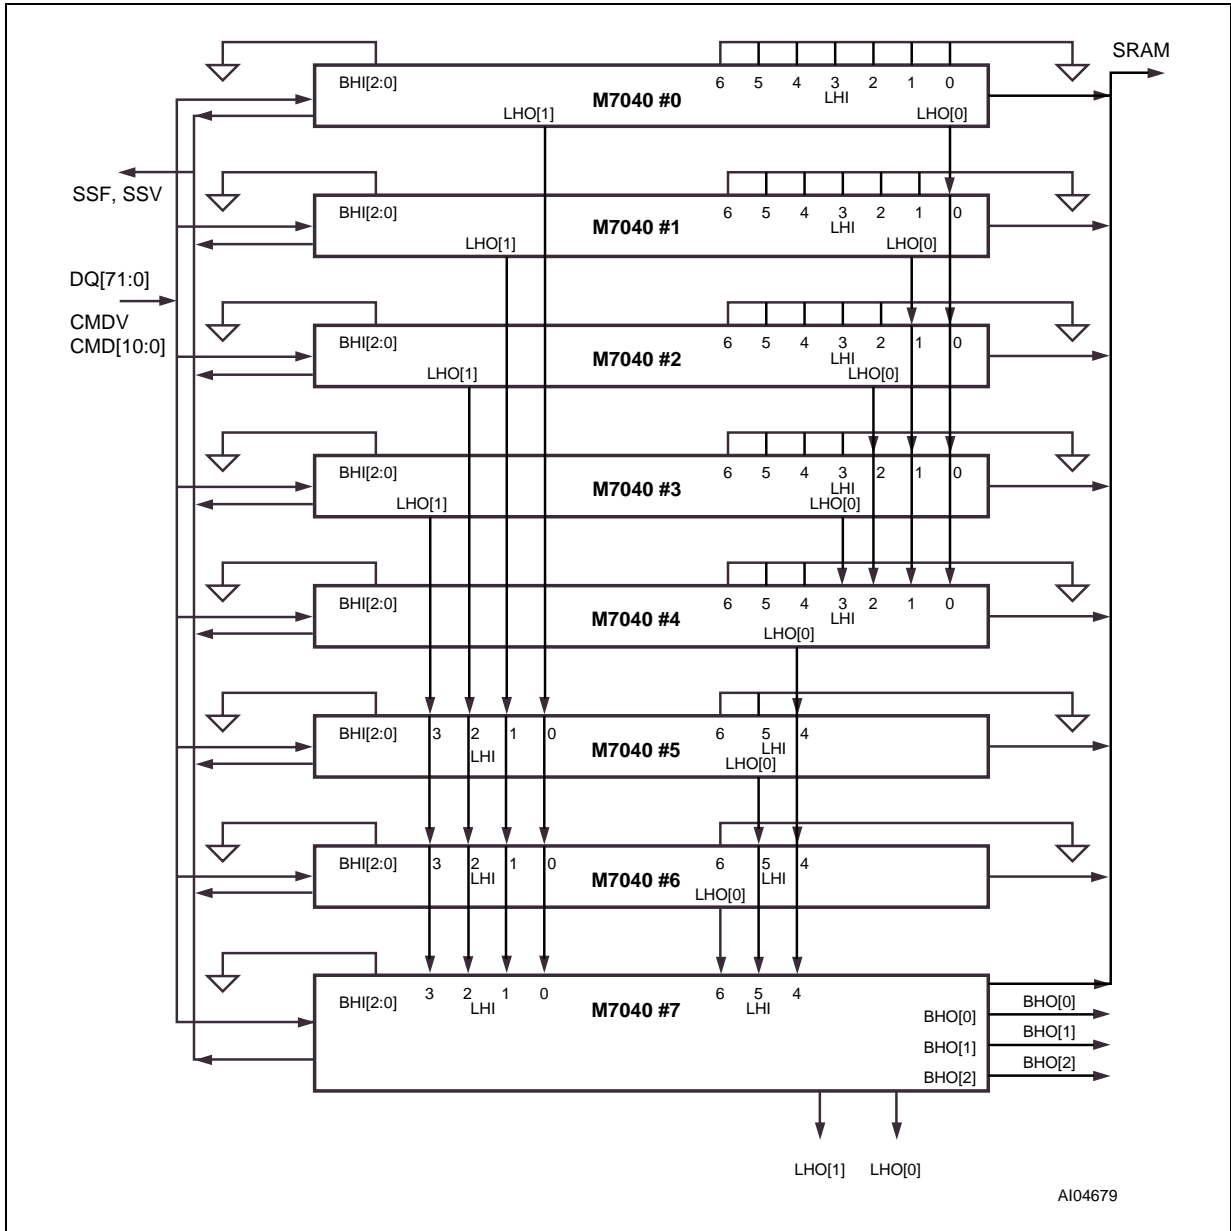 SRAM
BHI[2:0] 6 5 4 3 2 1 0
M7040 #0 LHI
LHO[1] LHO[0]
SSF, SSV
BHI[2:0] 6 5 4 3 2 1 0
M7040 #1 LHI
LHO[1] LHO[0]
DQ[71:0]
CMDV
CMD[10:0]
BHI[2:0] 6 5 4 3 2 1 0
M7040 #2 LHI
LHO[1] LHO[0]
BHI[2:0] 6 5 4 3 2 1 0
M7040 #3 LHI
LHO[1] LHO[0]
BHI[2:0] 6 5 4 3 2 1 0
M7040 #4 LHI
LHO[0]
BHI[2:0] 3 2 1 0 6 5 4
LHI M7040 #5 LHI
LHO[0]
BHI[2:0] 3 2 1 0 6 5 4
LHI M7040 #6 LHI
LHO[0]
BHI[2:0] 3 2 1 0 6 5 4
LHI M7040 #7 LHI
BHO[0] BHO[0]
BHO[1] BHO[1]
BHO[2] BHO[2]
LHO[1] LHO[0]
AI04679